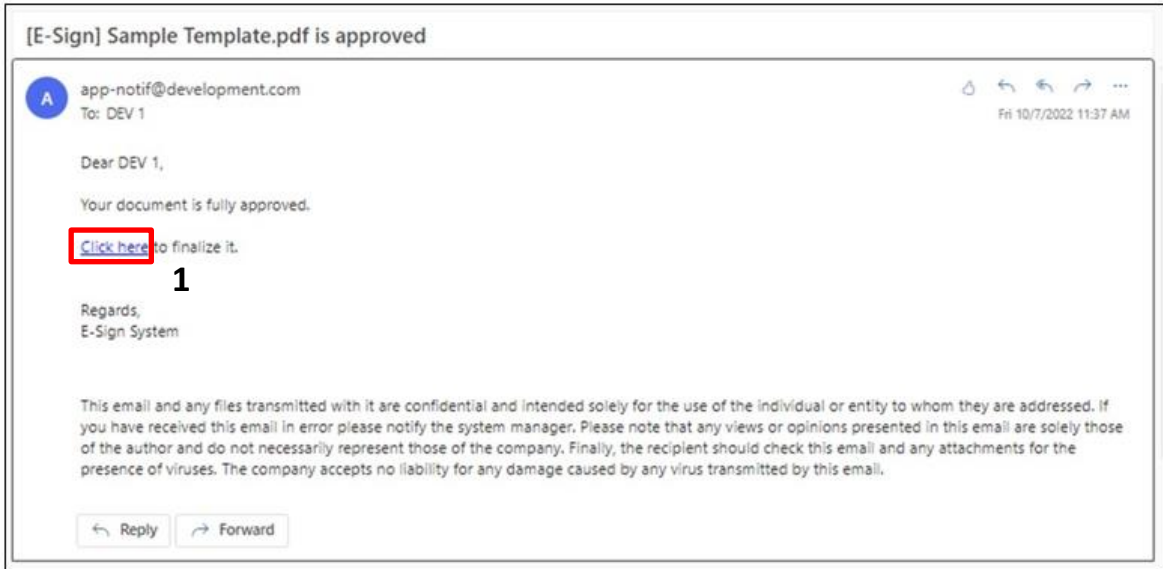 [E-Sign] Sample Template.pdf is approved
A
app-notif@development.com
To: DEV 1
Fri 10/7/2022 11:37 AM
Dear DEV 1,
Your document is fully approved.
Click here to finalize it.
1
Regards,
E-Sign System
This email and any files transmitted with it are confidential and intended solely for the use of the individual or entity to whom they are addressed. If
you have received this email in error please notify the system manager. Please note that any views or opinions presented in this email are solely those
of the author and do not necessarily represent those of the company. Finally, the recipient should check this email and any attachments for the
presence of viruses. The company accepts no liability for any damage caused by any virus transmitted by this email.
Reply
Forward